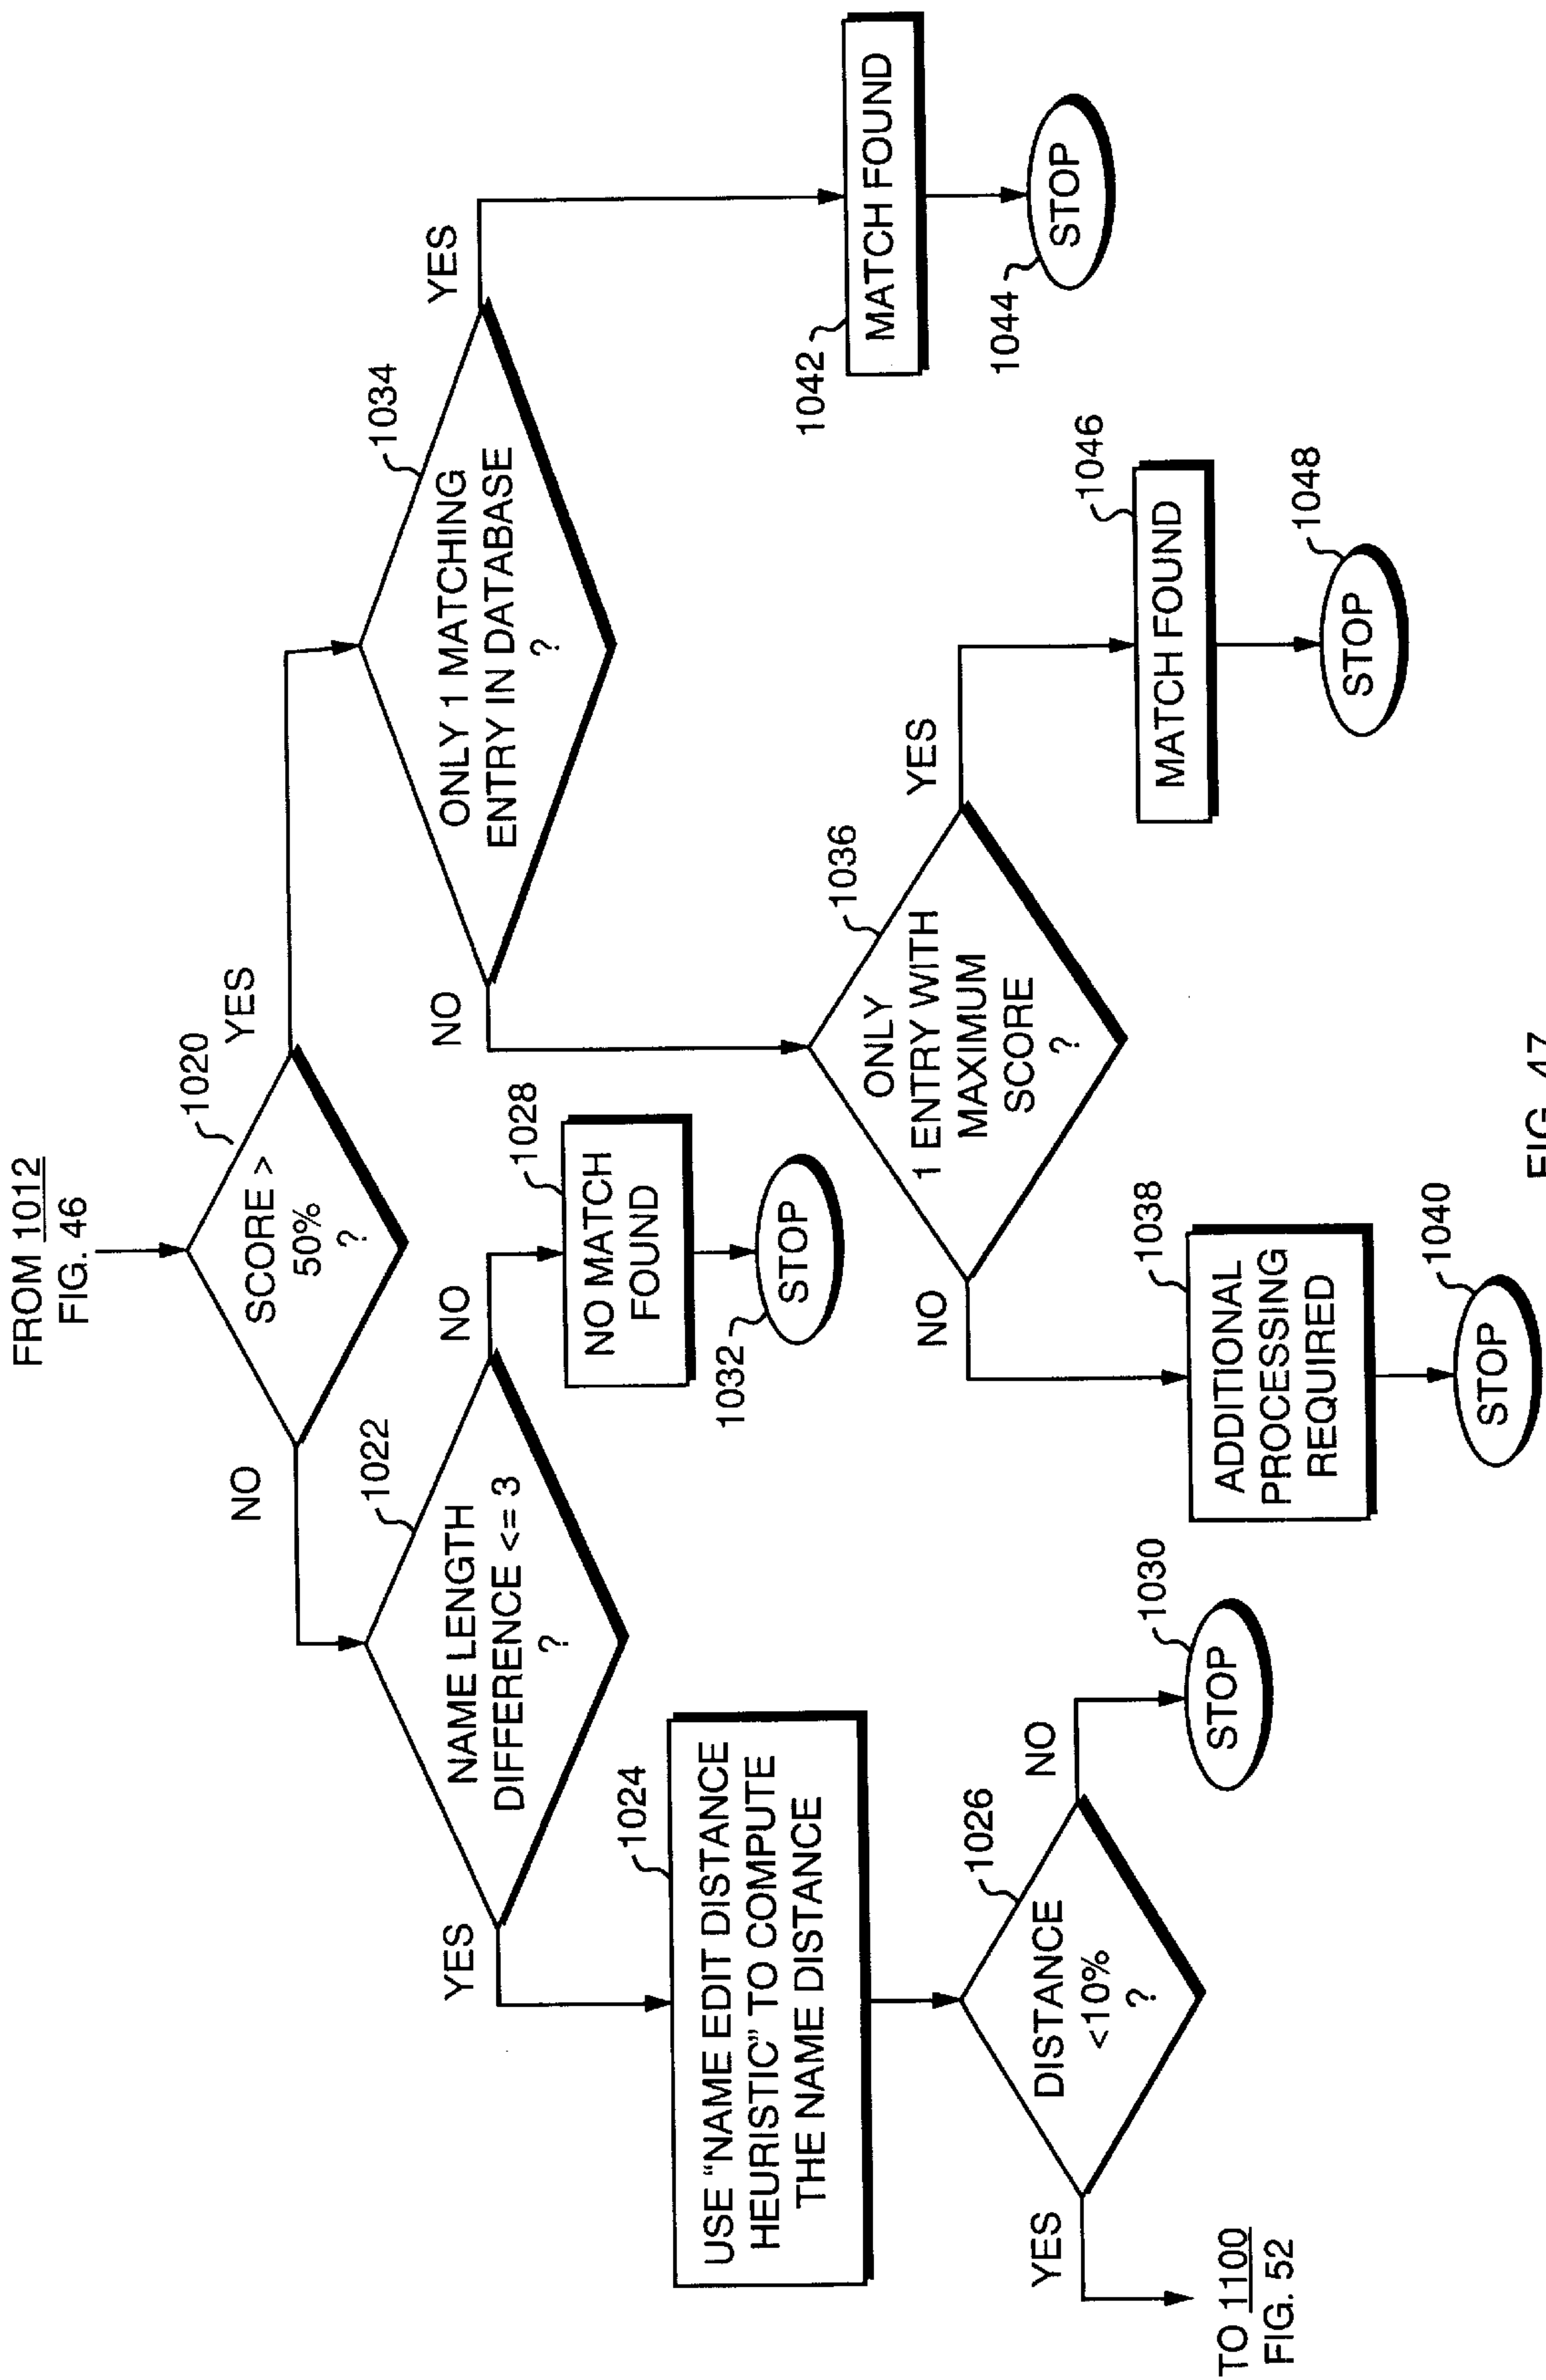 FROM 1012
FIG. 46
1020
SCORE >
50%
?
NO
YES
1022
NAME LENGTH
DIFFERENCE <= 3
?
YES
NO
1034
ONLY 1 MATCHING
ENTRY IN DATABASE
?
NO
YES
1028
NO MATCH
FOUND
1032
STOP
1024
USE “NAME EDIT DISTANCE
HEURISTIC” TO COMPUTE
THE NAME DISTANCE
1036
ONLY
1 ENTRY WITH
MAXIMUM
SCORE
?
NO
YES
1042
MATCH FOUND
1044
STOP
1026
DISTANCE
<10%
?
YES
NO
1030
STOP
1038
ADDITIONAL
PROCESSING
REQUIRED
1040
STOP
1046
MATCH FOUND
1048
STOP
TO 1100
FIG. 52
FIG. 47